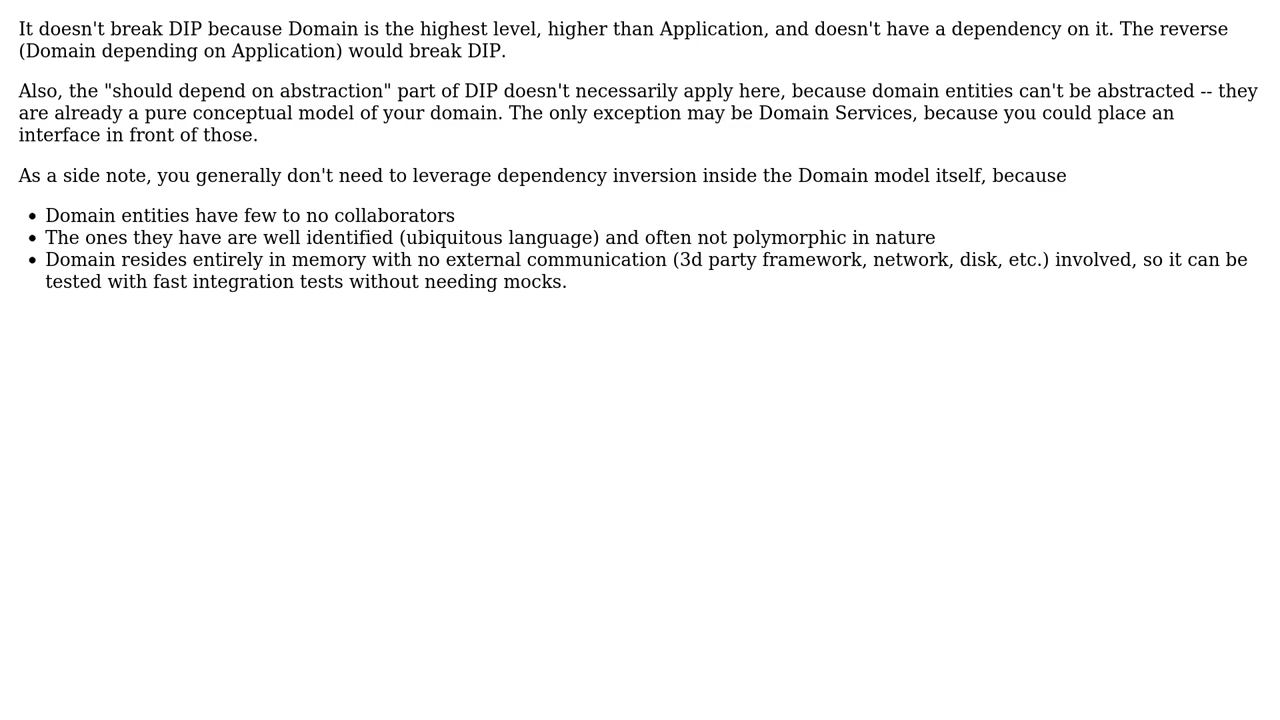 It doesn't break DIP because Domain is the highest level, higher than Application, and doesn't have a dependency on it. The reverse
(Domain depending on Application) would break DIP.
Also, the "should depend on abstraction" part of DIP doesn't necessarily apply here, because domain entities can't be abstracted -- they
are already a pure conceptual model of your domain. The only exception may be Domain Services, because you could place an
interface in front of those.
As a side note, you generally don't need to leverage dependency inversion inside the Domain model itself, because
• Domain entities have few to no collaborators
• The ones they have are well identified (ubiquitous language) and often not polymorphic in nature
• Domain resides entirely in memory with no external communication (3d party framework, network, disk, etc.) involved, so it can be
tested with fast integration tests without needing mocks.